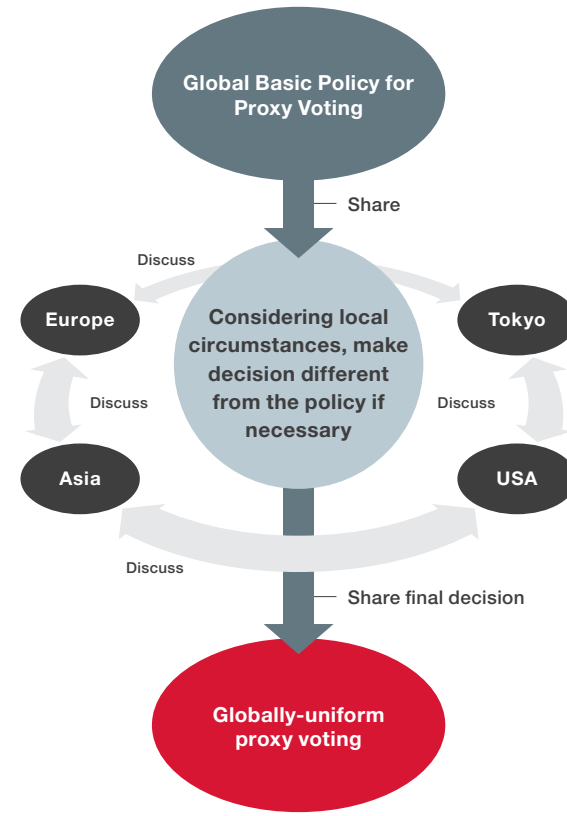 Global Basic Policy for
Proxy Voting
Share
Discuss
Europe
Tokyo
Considering local
circumstances, make
decision different
from the policy if
necessary
Discuss
Discuss
Asia
USA
Discuss
Share final decision
Globally-uniform
proxy voting